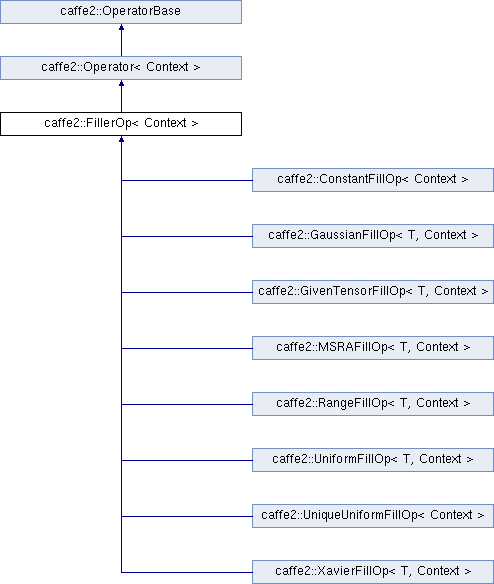 caffe2::OperatorBase
caffe2::Operator< Context >
caffe2::FillerOp< Context >
caffe2::ConstantFillOp< Context >
caffe2::GaussianFillOp< T, Context >
caffe2::GivenTensorFillOp< T, Context >
caffe2::MSRAFillOp< T, Context >
caffe2::RangeFillOp< T, Context >
caffe2::UniformFillOp< T, Context >
caffe2::UniqueUniformFillOp< Context >
caffe2::XavierFillOp< T, Context >